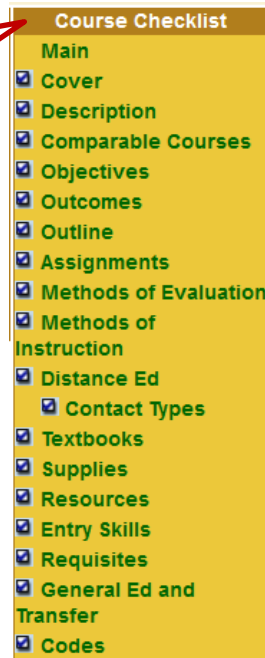 Course Checklist
Main
Cover
Description
Comparable Courses
Objectives
Outcomes
Outline
Assignments
Methods of Evaluation
Methods of
Instruction
Distance Ed
Contact Types
Textbooks
Supplies
Resources
Entry Skills
Requisites
General Ed and
Transfer
Codes